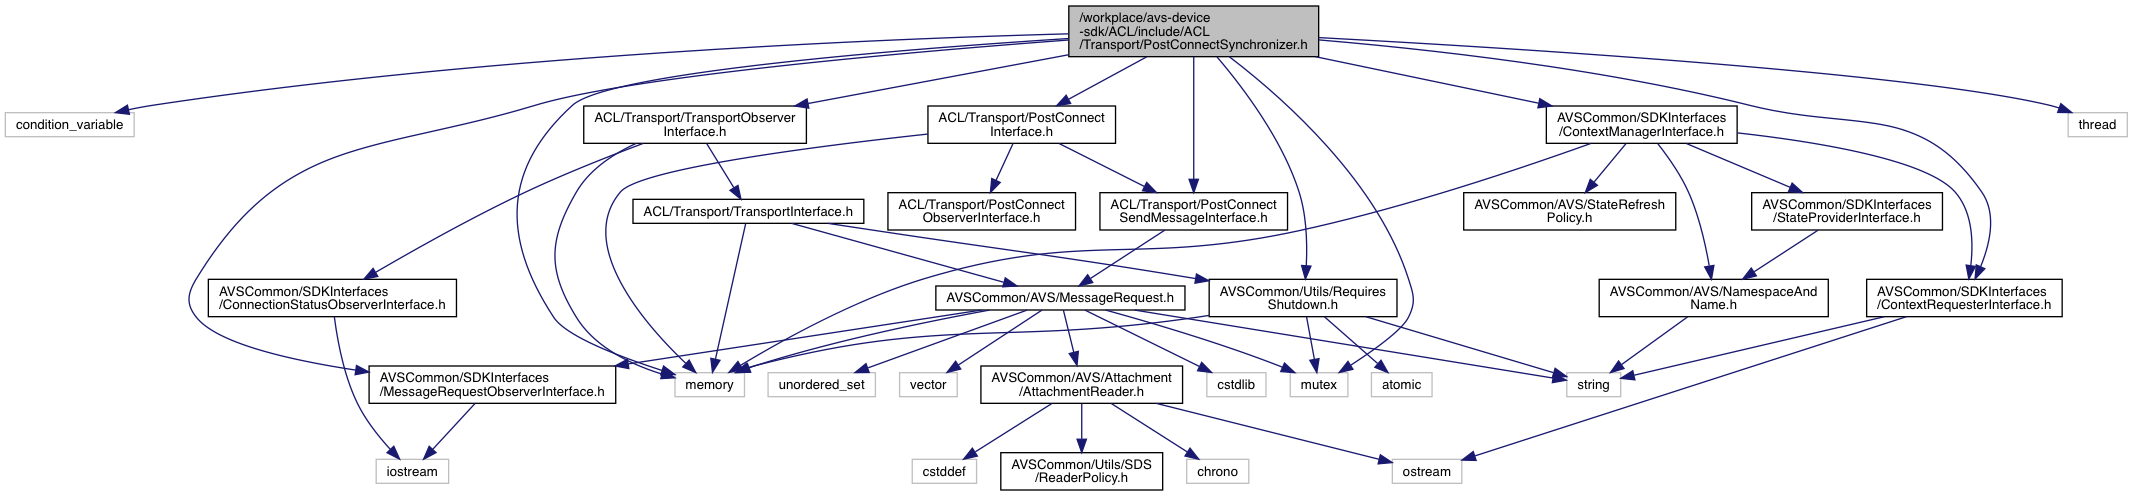 /workplace/avs-device
-sdk/ACL/include/ACL
/Transport/PostConnectSynchronizer.h
condition_variable
ACL/Transport/TransportObserver
Interface.h
ACL/Transport/PostConnect
Interface.h
AVSCommon/SDKInterfaces
/ContextManagerInterface.h
thread
ACL/Transport/TransportInterface.h
ACL/Transport/PostConnect
ObserverInterface.h
ACL/Transport/PostConnect
SendMessageInterface.h
AVSCommon/AVS/StateRefresh
Policy.h
AVSCommon/SDKInterfaces
/StateProviderInterface.h
AVSCommon/SDKInterfaces
/ConnectionStatusObserverInterface.h
AVSCommon/AVS/MessageRequest.h
AVSCommon/Utils/Requires
Shutdown.h
AVSCommon/AVS/NamespaceAnd
Name.h
AVSCommon/SDKInterfaces
/ContextRequesterInterface.h
AVSCommon/SDKInterfaces
/MessageRequestObserverInterface.h
memory
unordered_set
vector
AVSCommon/AVS/Attachment
/AttachmentReader.h
cstdlib
mutex
atomic
string
iostream
cstddef
AVSCommon/Utils/SDS
/ReaderPolicy.h
chrono
ostream